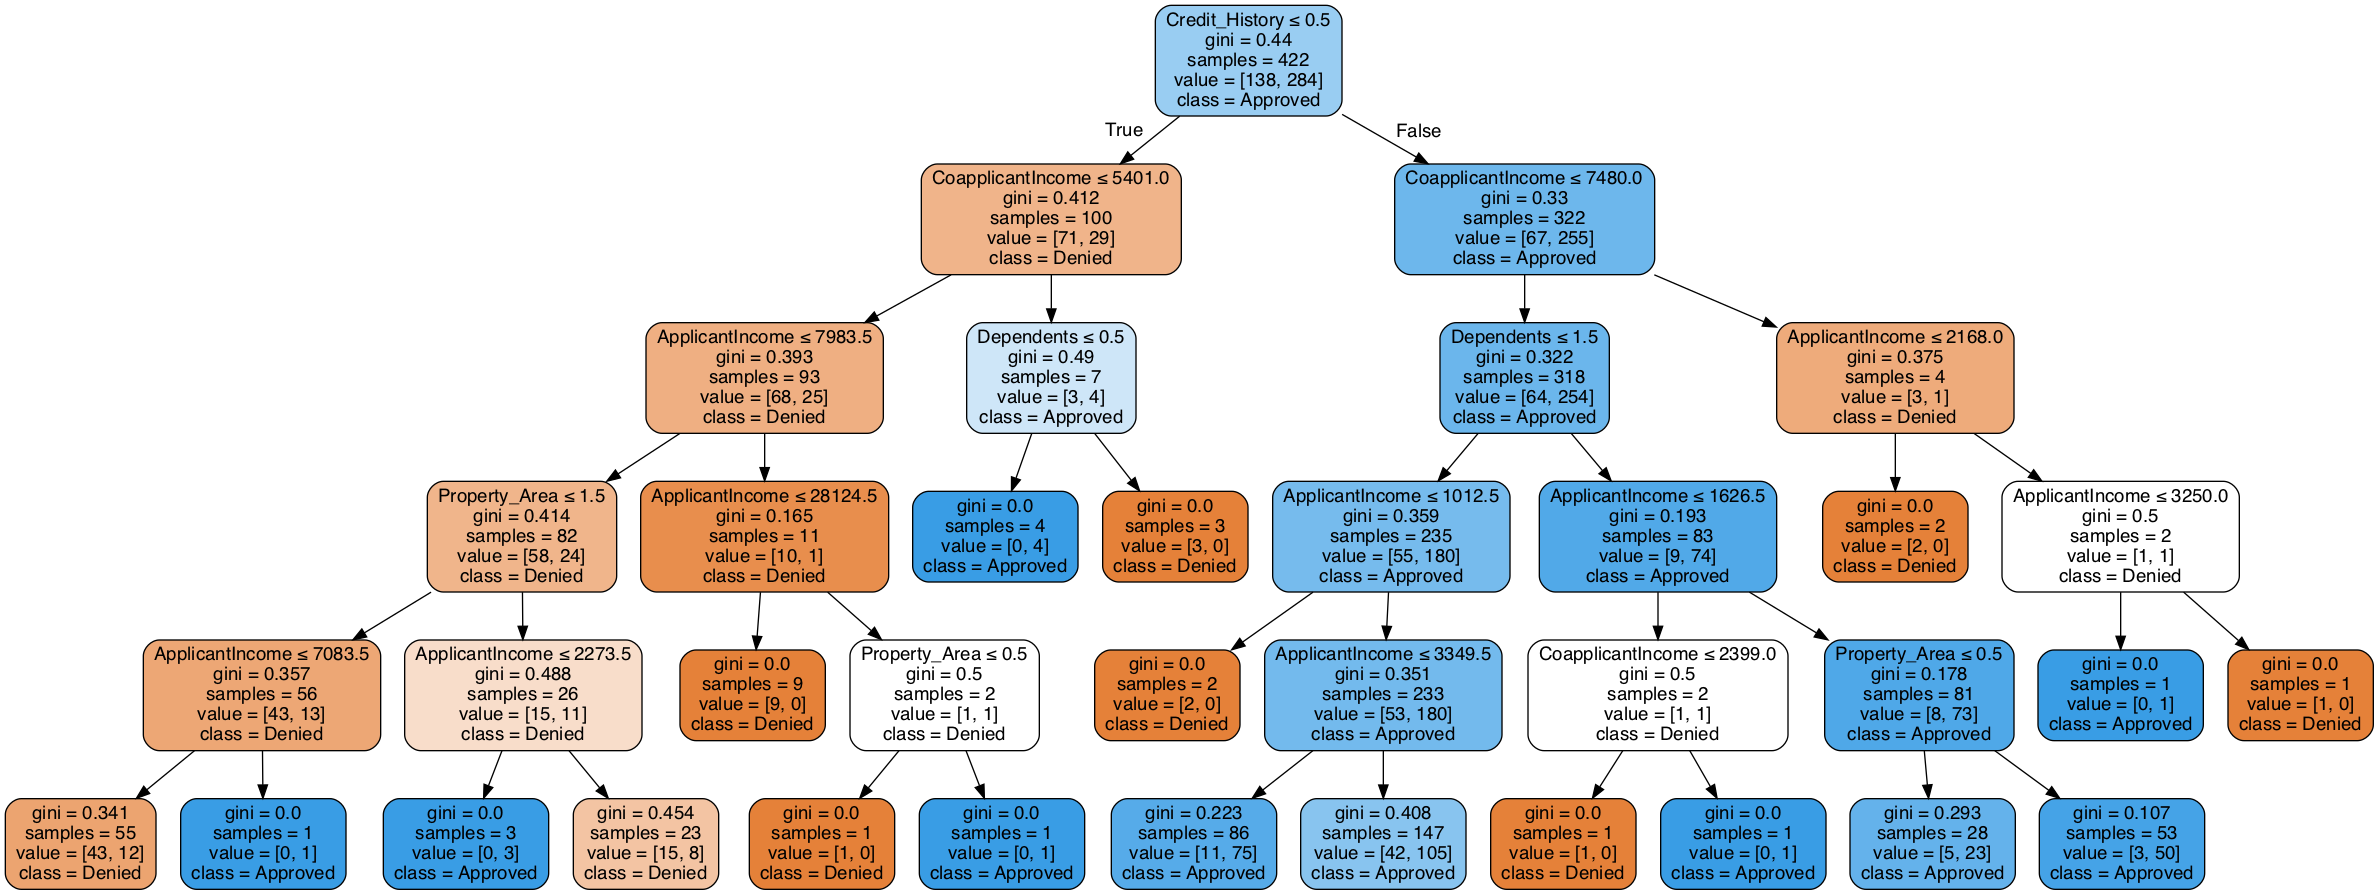 Credit_History ≤ 0.5
gini = 0.44
samples = 422
value = [138, 284]
class = Approved
True
False
CoapplicantIncome ≤ 5401.0
gini = 0.412
samples = 100
value = [71, 29]
class = Denied
CoapplicantIncome ≤ 7480.0
gini = 0.33
samples = 322
value = [67, 255]
class = Approved
ApplicantIncome ≤ 7983.5
gini = 0.393
samples = 93
value = [68, 25]
class = Denied
Dependents ≤ 0.5
gini = 0.49
samples = 7
value = [3, 4]
class = Approved
Dependents ≤ 1.5
gini = 0.322
samples = 318
value = [64, 254]
class = Approved
ApplicantIncome ≤ 2168.0
gini = 0.375
samples = 4
value = [3, 1]
class = Denied
Property_Area ≤ 1.5
gini = 0.414
samples = 82
value = [58, 24]
class = Denied
ApplicantIncome ≤ 28124.5
gini = 0.165
samples = 11
value = [10, 1]
class = Denied
gini = 0.0
samples = 4
value = [0, 4]
class = Approved
gini = 0.0
samples = 3
value = [3, 0]
class = Denied
ApplicantIncome ≤ 1012.5
gini = 0.359
samples = 235
value = [55, 180]
class = Approved
ApplicantIncome ≤ 1626.5
gini = 0.193
samples = 83
value = [9, 74]
class = Approved
gini = 0.0
samples = 2
value = [2, 0]
class = Denied
ApplicantIncome ≤ 3250.0
gini = 0.5
samples = 2
value = [1, 1]
class = Denied
ApplicantIncome ≤ 7083.5
gini = 0.357
samples = 56
value = [43, 13]
class = Denied
ApplicantIncome ≤ 2273.5
gini = 0.488
samples = 26
value = [15, 11]
class = Denied
gini = 0.0
samples = 9
value = [9, 0]
class = Denied
Property_Area ≤ 0.5
gini = 0.5
samples = 2
value = [1, 1]
class = Denied
gini = 0.0
samples = 2
value = [2, 0]
class = Denied
ApplicantIncome ≤ 3349.5
gini = 0.351
samples = 233
value = [53, 180]
class = Approved
CoapplicantIncome ≤ 2399.0
gini = 0.5
samples = 2
value = [1, 1]
class = Denied
Property_Area ≤ 0.5
gini = 0.178
samples = 81
value = [8, 73]
class = Approved
gini = 0.0
samples = 1
value = [0, 1]
class = Approved
gini = 0.0
samples = 1
value = [1, 0]
class = Denied
gini = 0.341
samples = 55
value = [43, 12]
class = Denied
gini = 0.0
samples = 1
value = [0, 1]
class = Approved
gini = 0.0
samples = 3
value = [0, 3]
class = Approved
gini = 0.454
samples = 23
value = [15, 8]
class = Denied
gini = 0.0
samples = 1
value = [1, 0]
class = Denied
gini = 0.0
samples = 1
value = [0, 1]
class = Approved
gini = 0.223
samples = 86
value = [11, 75]
class = Approved
gini = 0.408
samples = 147
value = [42, 105]
class = Approved
gini = 0.0
samples = 1
value = [1, 0]
class = Denied
gini = 0.0
samples = 1
value = [0, 1]
class = Approved
gini = 0.293
samples = 28
value = [5, 23]
class = Approved
gini = 0.107
samples = 53
value = [3, 50]
class = Approved